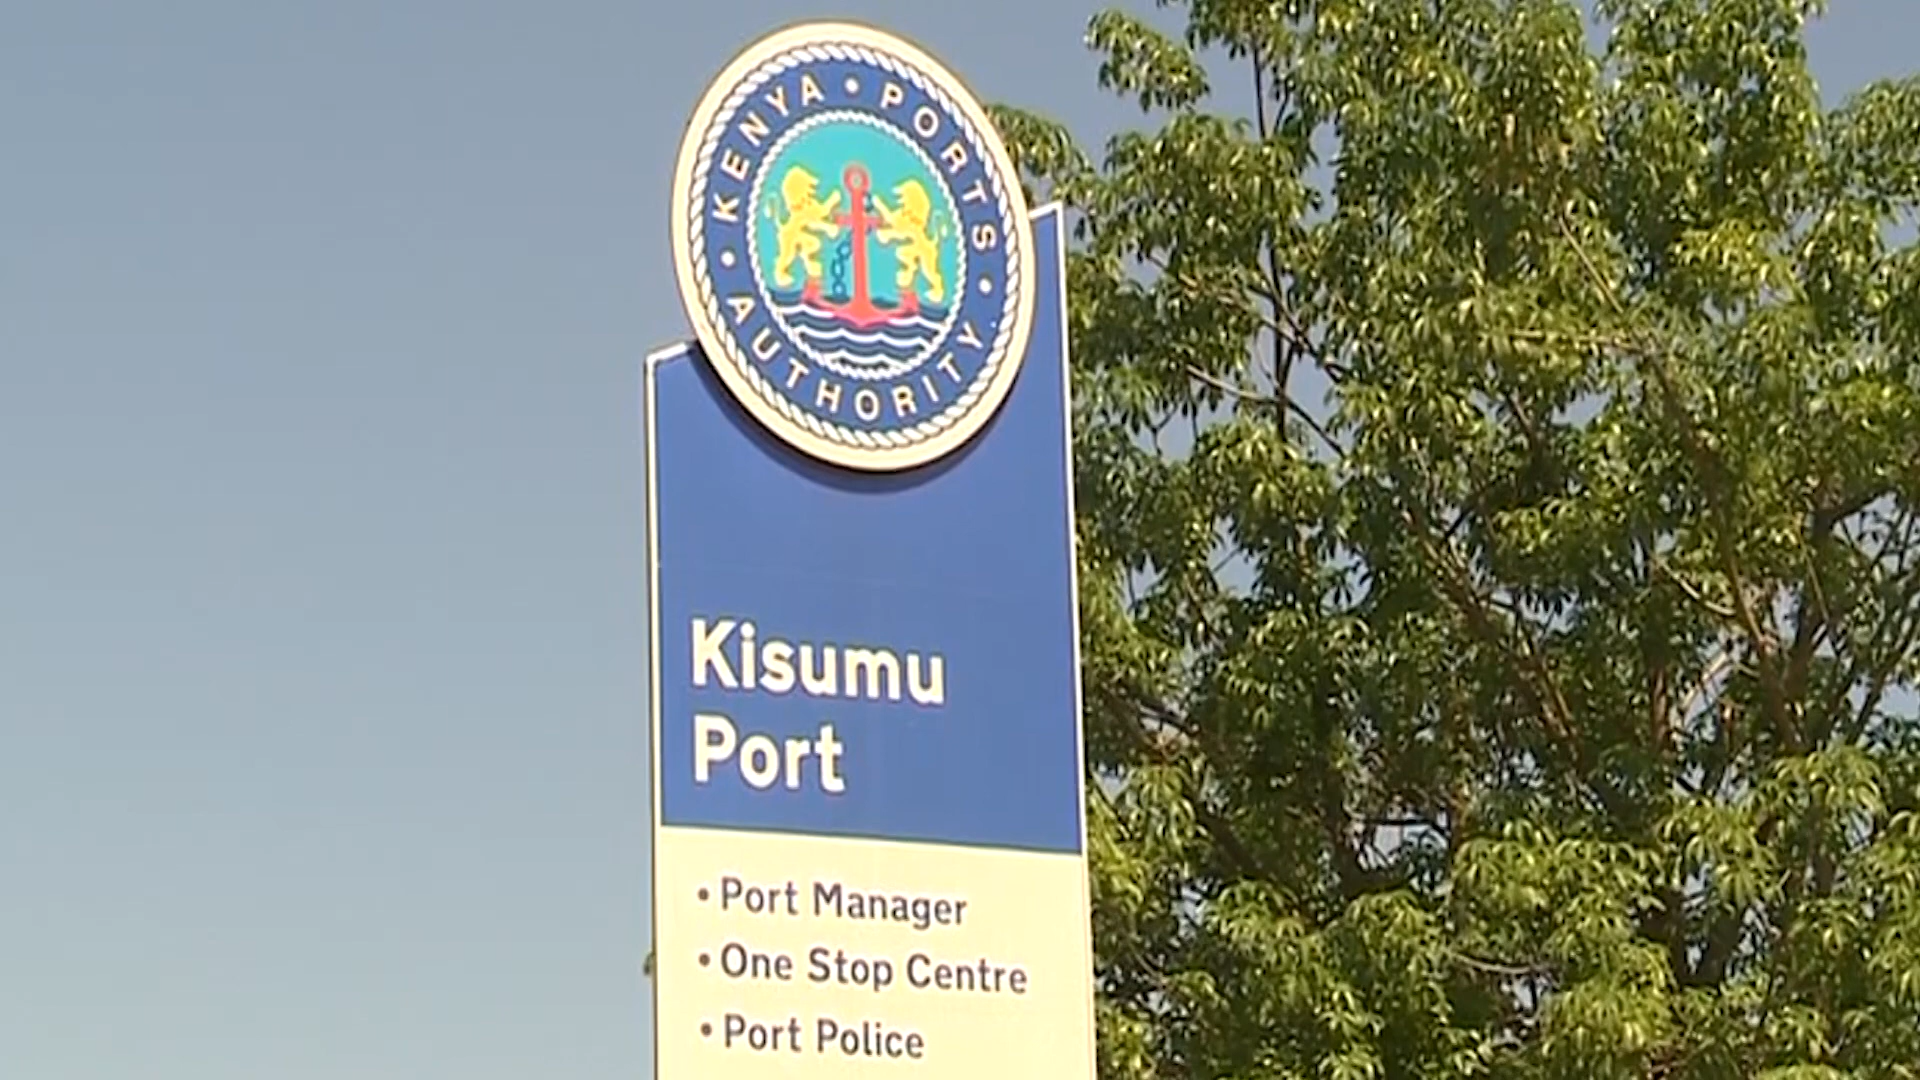 KENYA • PORTS • AUTHORITY •
Kisumu
Port
• Port Manager
• One Stop Centre
• Port Police